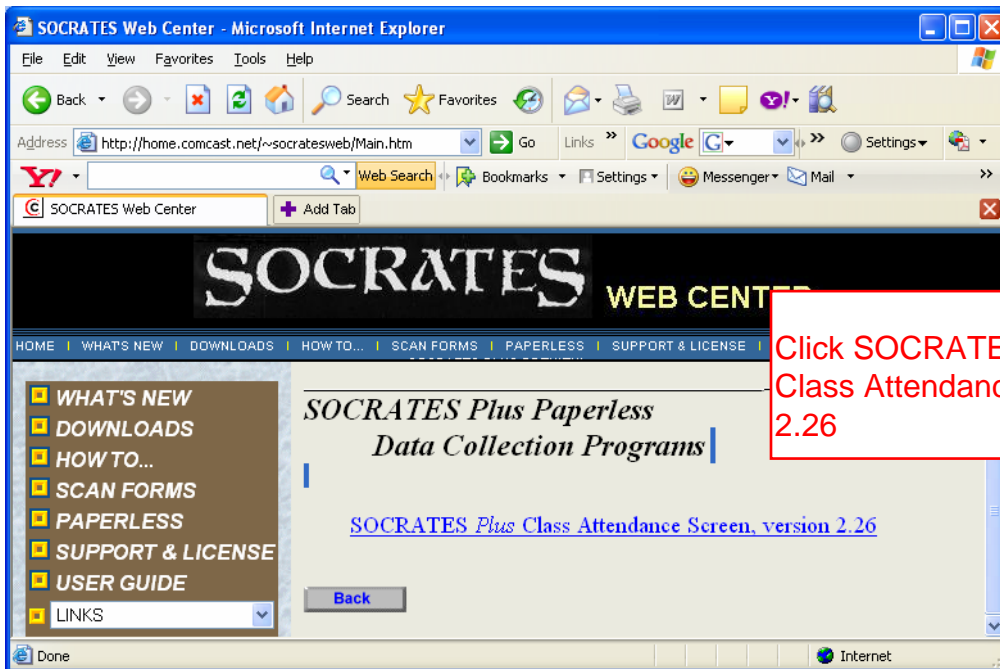 SOCRATES Web Center - Microsoft Internet Explorer
File Edit View Favorites Tools Help
Back Search Favorites
Address http://home.comcast.net/~socratesweb/Main.htm Go Links » Google G Settings
Y! Web Search Bookmarks Settings Messenger Mail »
SOCRATES Web Center Add Tab
SOCRATES WEB CENTER
HOME | WHAT'S NEW | DOWNLOADS | HOW TO... | SCAN FORMS | PAPERLESS | SUPPORT & LICENSE |
Click SOCRATE
Class Attendanc
2.26
WHAT'S NEW
DOWNLOADS
HOW TO...
SCAN FORMS
PAPERLESS
SUPPORT & LICENSE
USER GUIDE
LINKS
SOCRATES Plus Paperless
Data Collection Programs
SOCRATES Plus Class Attendance Screen, version 2.26
Back
Done Internet